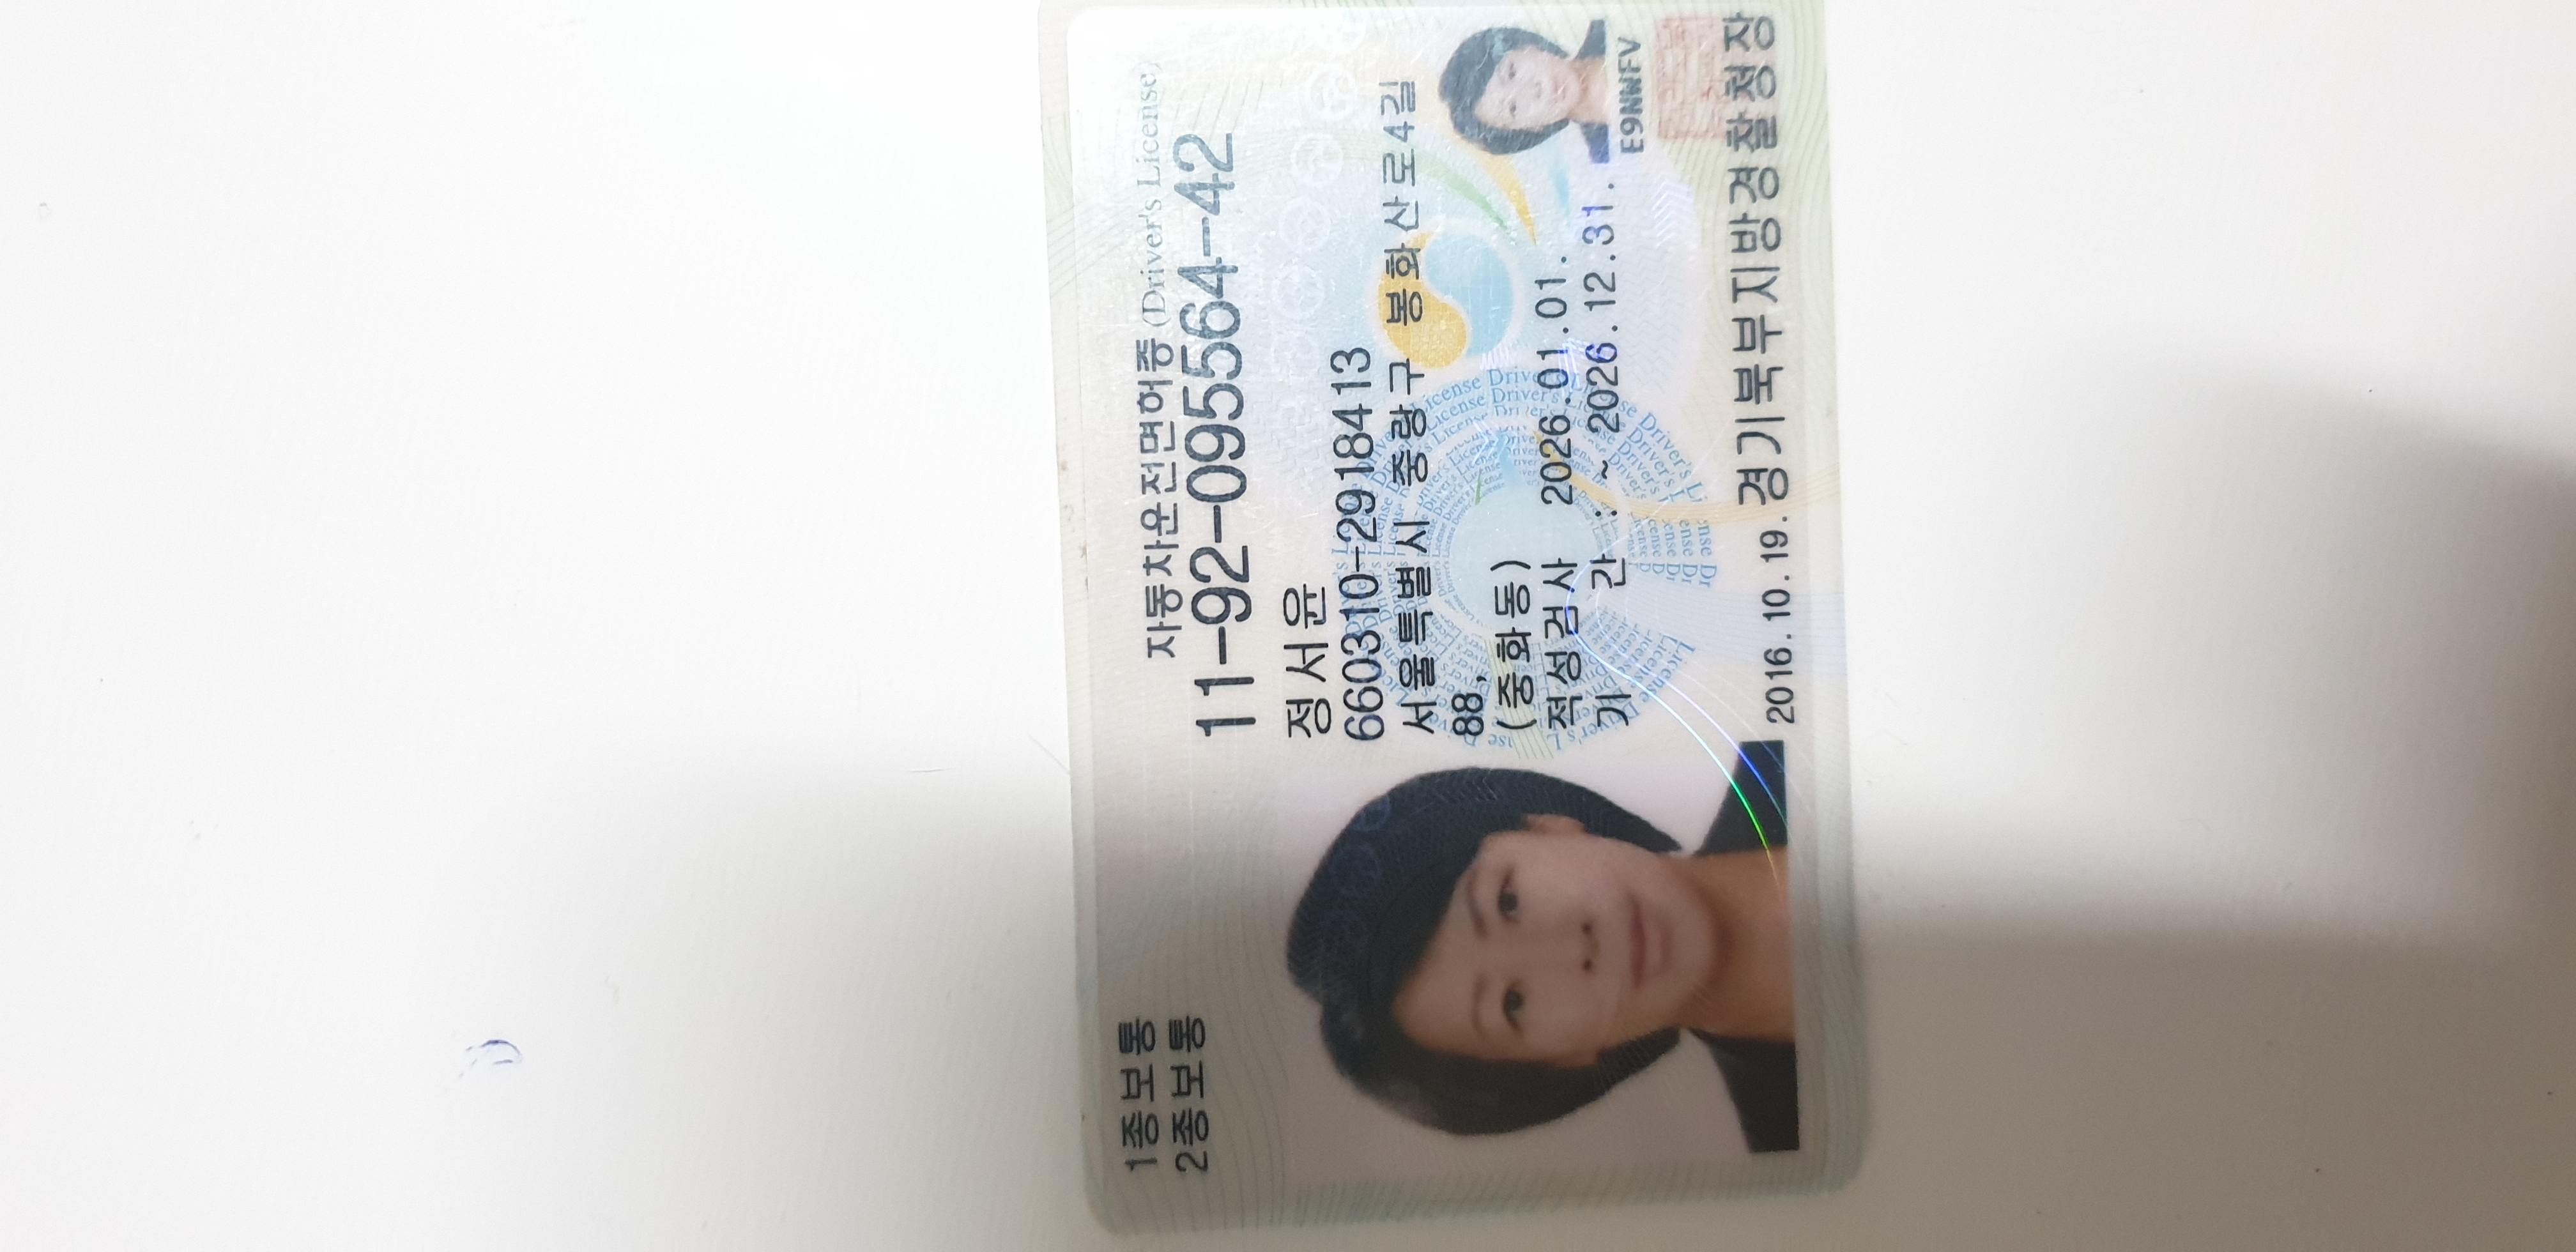 1종보통
2종보통
자동차운전면허증 (Driver's License)
11-92-095564-42
정서윤
660310-2918413
서울특별시 중랑구 봉화산로4길
88,
(중화동)
적성검사 2026.01.01.
기 간 : ~ 2026.12.31.
E9NWFV
2016.10.19. 경기북부지방경찰청장